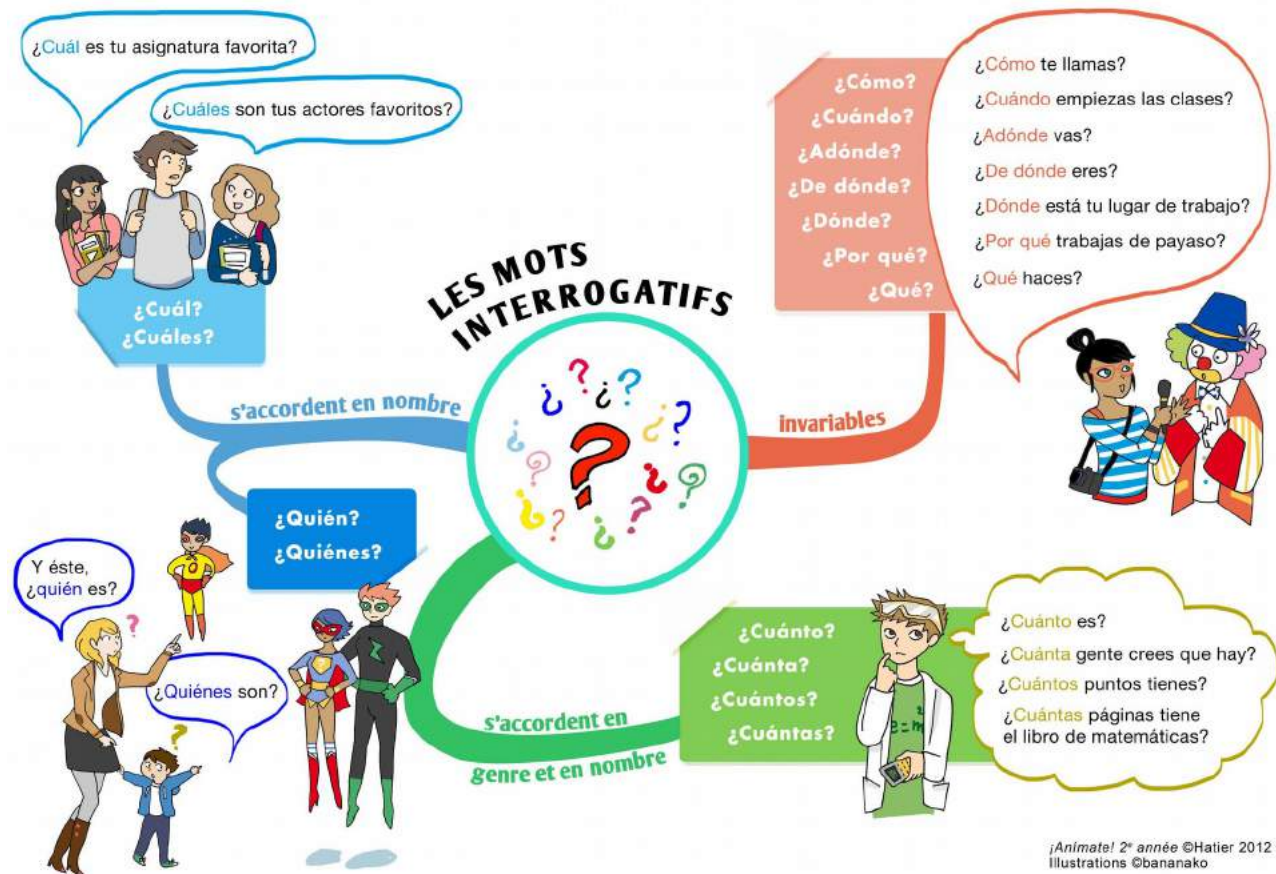 ¿Cuál es tu asignatura favorita?
¿Cuáles son tus actores favoritos?
¿Cuál?
¿Cuáles?
LES MOTS
INTERROGATIFS
s'accordent en nombre
¿Quién?
¿Quiénes?
Y éste,
¿quién es?
¿Quiénes son?
invariables
¿Cómo?
¿Cuándo?
¿Adónde?
¿De dónde?
¿Dónde?
¿Por qué?
¿Qué?
¿Cómo te llamas?
¿Cuándo empiezas las clases?
¿Adónde vas?
¿De dónde eres?
¿Dónde está tu lugar de trabajo?
¿Por qué trabajas de payaso?
¿Qué haces?
s'accordent en
genre et en nombre
¿Cuánto?
¿Cuánta?
¿Cuántos?
¿Cuántas?
e=m²
¿Cuánto es?
¿Cuánta gente crees que hay?
¿Cuántos puntos tienes?
¿Cuántas páginas tiene
el libro de matemáticas?
¡Anímate! 2e année ©Hatier 2012
Illustrations ©bananako